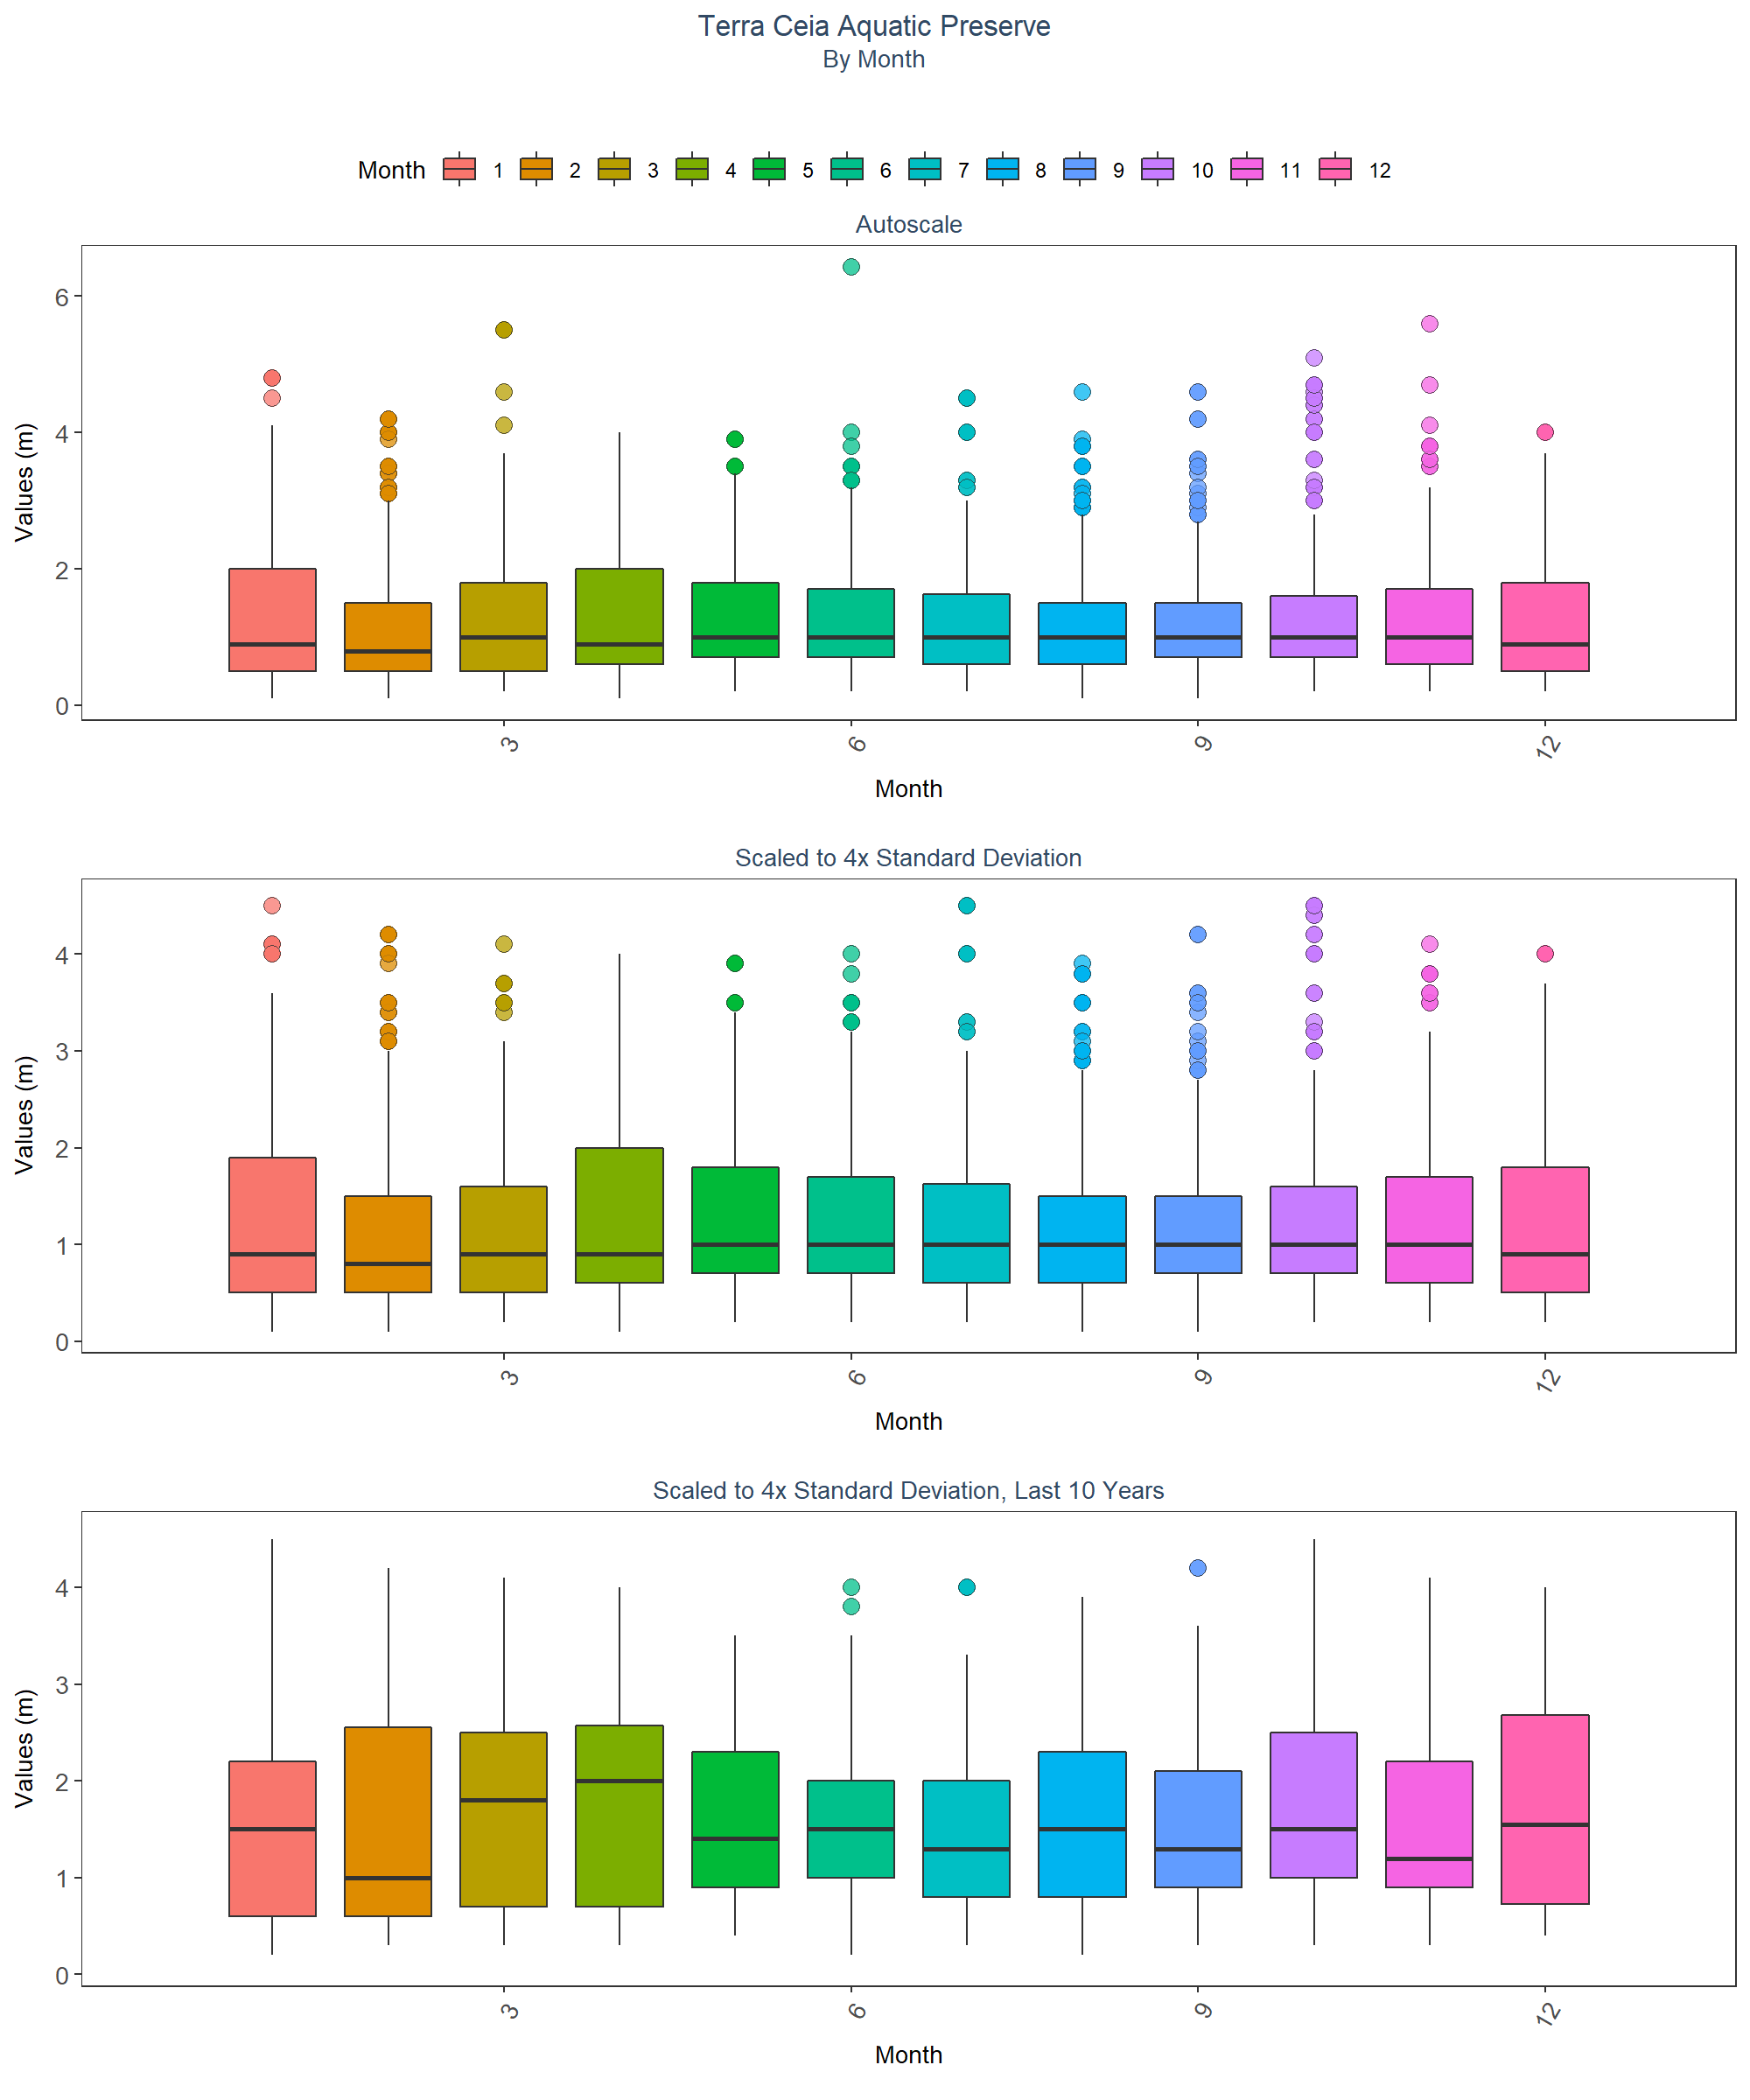 Terra Ceia Aquatic Preserve
By Month
Month 1 2 3 4 5 6 7 8 9 10 11 12
Autoscale
Values (m)
6
4
2
0
3 6 9 12
Month
Scaled to 4x Standard Deviation
Values (m)
4
3
2
1
0
3 6 9 12
Month
Scaled to 4x Standard Deviation, Last 10 Years
Values (m)
4
3
2
1
0
3 6 9 12
Month